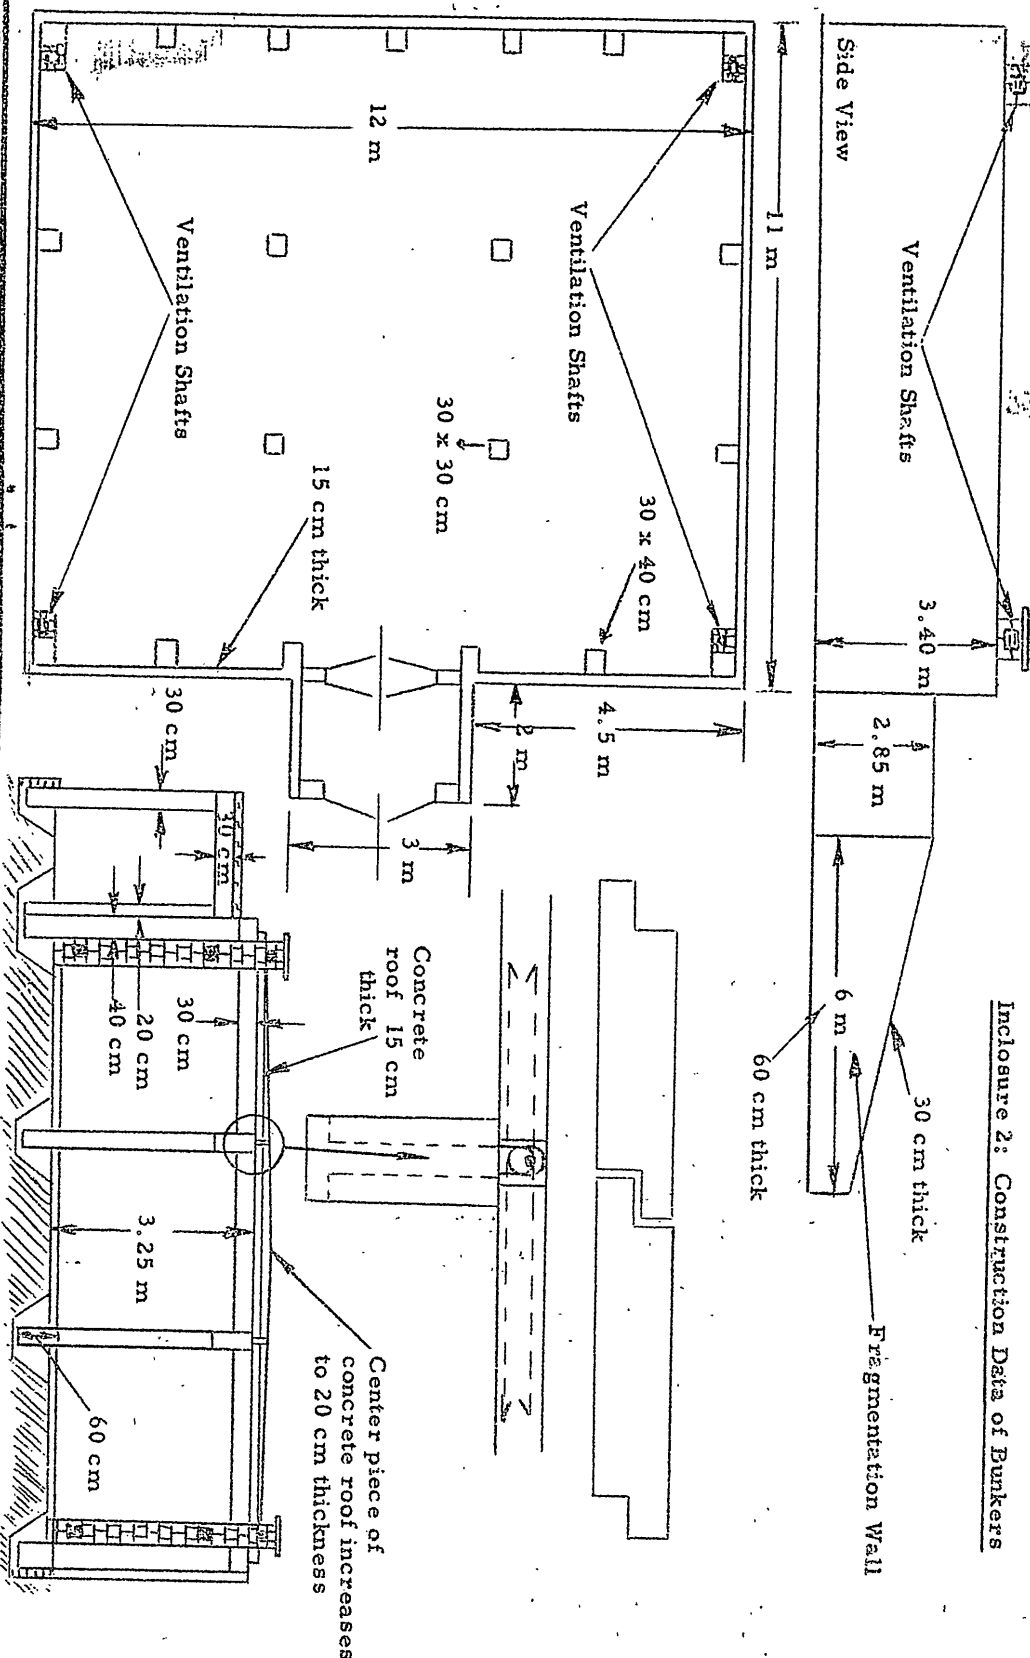 Inclosure 2: Construction Data of Bunkers
Side View
Ventilation Shafts
3.40 m
2.85 m
6 m
60 cm thick
30 cm thick
Fragmentation Wall
11 m
12 m
Ventilation Shafts
Ventilation Shafts
30 x 30 cm
30 x 40 cm
15 cm thick
4.5 m
2 m
3 m
30 cm
30 cm
20 cm
40 cm
30 cm
Concrete
roof 15 cm
thick
3.25 m
60 cm
Center piece of
concrete roof increases
to 20 cm thickness